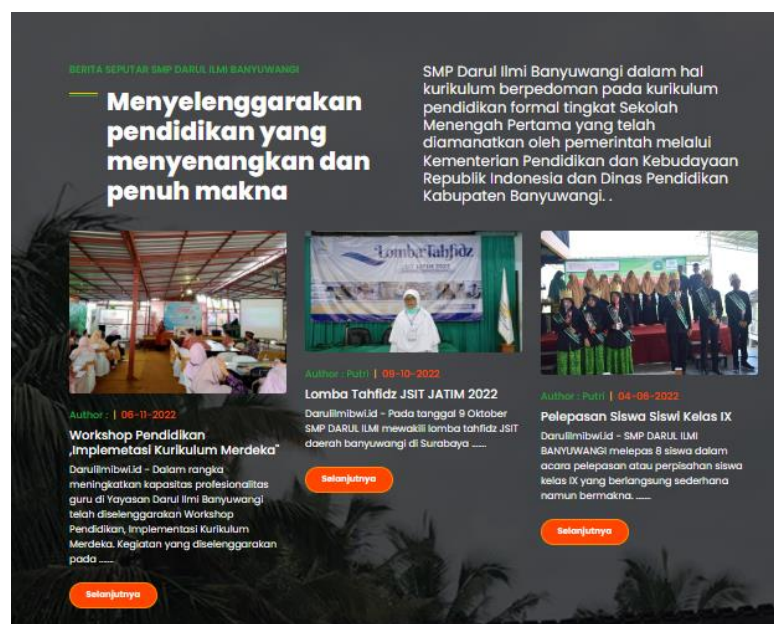 BERITA SEPUTAR SMP DARUL ILMI BANYUWANGI
Menyelenggarakan
pendidikan yang
menyenangkan dan
penuh makna
SMP Darul Ilmi Banyuwangi dalam hal
kurikulum berpedoman pada kurikulum
pendidikan formal tingkat Sekolah
Menengah Pertama yang telah
diamanatkan oleh pemerintah melalui
Kementerian Pendidikan dan Kebudayaan
Republik Indonesia dan Dinas Pendidikan
Kabupaten Banyuwangi. .
Author : | 06-11-2022
Workshop Pendidikan
,Implemetasi Kurikulum Merdeka"
Darulilmibwi.id - Dalam rangka
meningkatkan kapasitas profesionalitas
guru di Yayasan Darul Ilmi Banyuwangi
telah diselenggarakan Workshop
Pendidikan, Implementasi Kurikulum
Merdeka. Kegiatan yang diselenggarakan
pada .......
Selanjutnya
Lomba Tahfidz
JSIT JATIM 2022
Author : Putri | 09-10-2022
Lomba Tahfidz JSIT JATIM 2022
Darulilmibwi.id - Pada tanggal 9 Oktober
SMP DARUL ILMI mewakili lomba tahfidz JSIT
daerah banyuwangi di Surabaya .......
Selanjutnya
Author : Putri | 04-06-2022
Pelepasan Siswa Siswi Kelas IX
Darulilmibwi.id - SMP DARUL ILMI
BANYUWANGI melepas 8 siswa dalam
acara pelepasan atau perpisahan siswa
kelas IX yang berlangsung sederhana
namun bermakna. .......
Selanjutnya